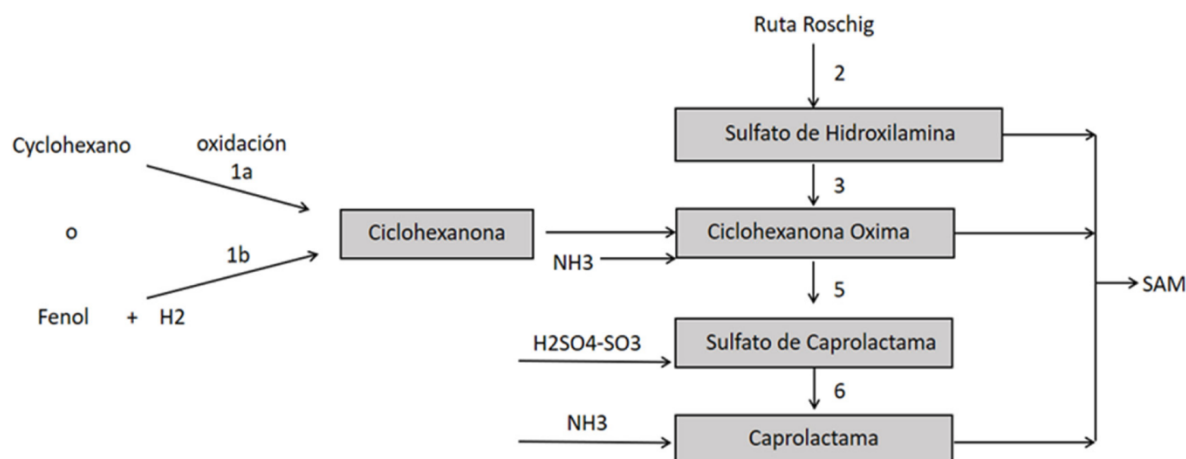 Ruta Roschig
2
Cyclohexano
oxidación
1a
Sulfato de Hidroxilamina
3
o
Ciclohexanona
Ciclohexanona Oxima
1b
NH3
SAM
5
Fenol + H2
H2SO4-SO3
Sulfato de Caprolactama
6
NH3
Caprolactama